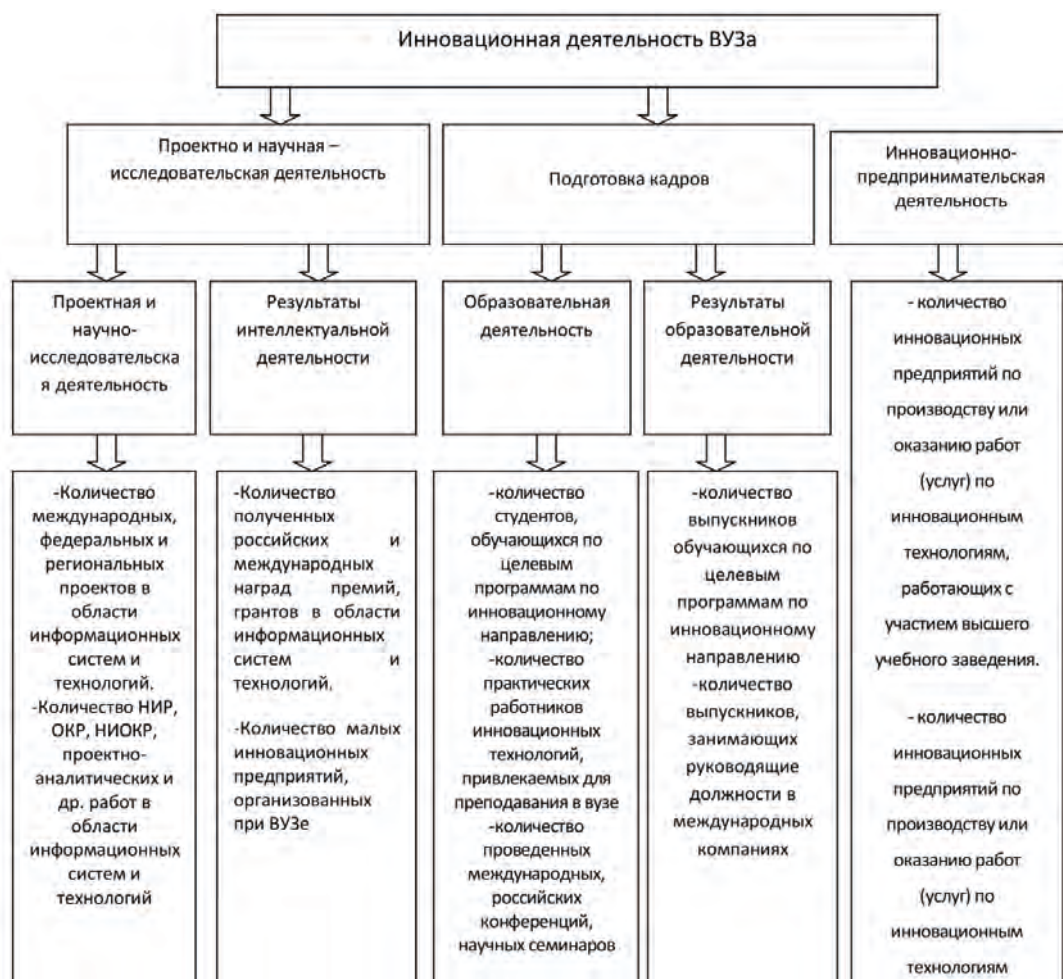 Инновационная деятельность ВУЗа
Проектно и научная –
исследовательская деятельность
Подготовка кадров
Инновационно-
предпринимательская
деятельность
Проектная и
научно-
исследовательска
я деятельность
Результаты
интеллектуальной
деятельности
Образовательная
деятельность
Результаты
образовательной
деятельности
-Количество
международных,
федеральных и
региональных
проектов в
области
информационных
систем и
технологий.
-Количество НИР,
ОКР, НИОКР,
проектно-
аналитических и
др. работ в
области
информационных
систем и
технологий
-Количество
полученных
российских и
международных
наград премий,
грантов в области
информационных
систем и
технологий,
-Количество малых
инновационных
предприятий,
организованных
при ВУЗе
-количество
студентов,
обучающихся по
целевым
программам по
инновационному
направлению;
-количество
практических
работников
инновационных
технологий,
привлекаемых для
преподавания в вузе
-количество
проведенных
международных,
российских
конференций,
научных семинаров
-количество
выпускников
обучающихся по
целевым
программам по
инновационному
направлению
-количество
выпускников,
занимающих
руководящие
должности в
международных
компаниях
- количество
инновационных
предприятий по
производству или
оказанию работ
(услуг) по
инновационным
технологиям,
работающих с
участием высшего
учебного заведения.
- количество
инновационных
предприятий по
производству или
оказанию работ
(услуг) по
инновационным
технологиям